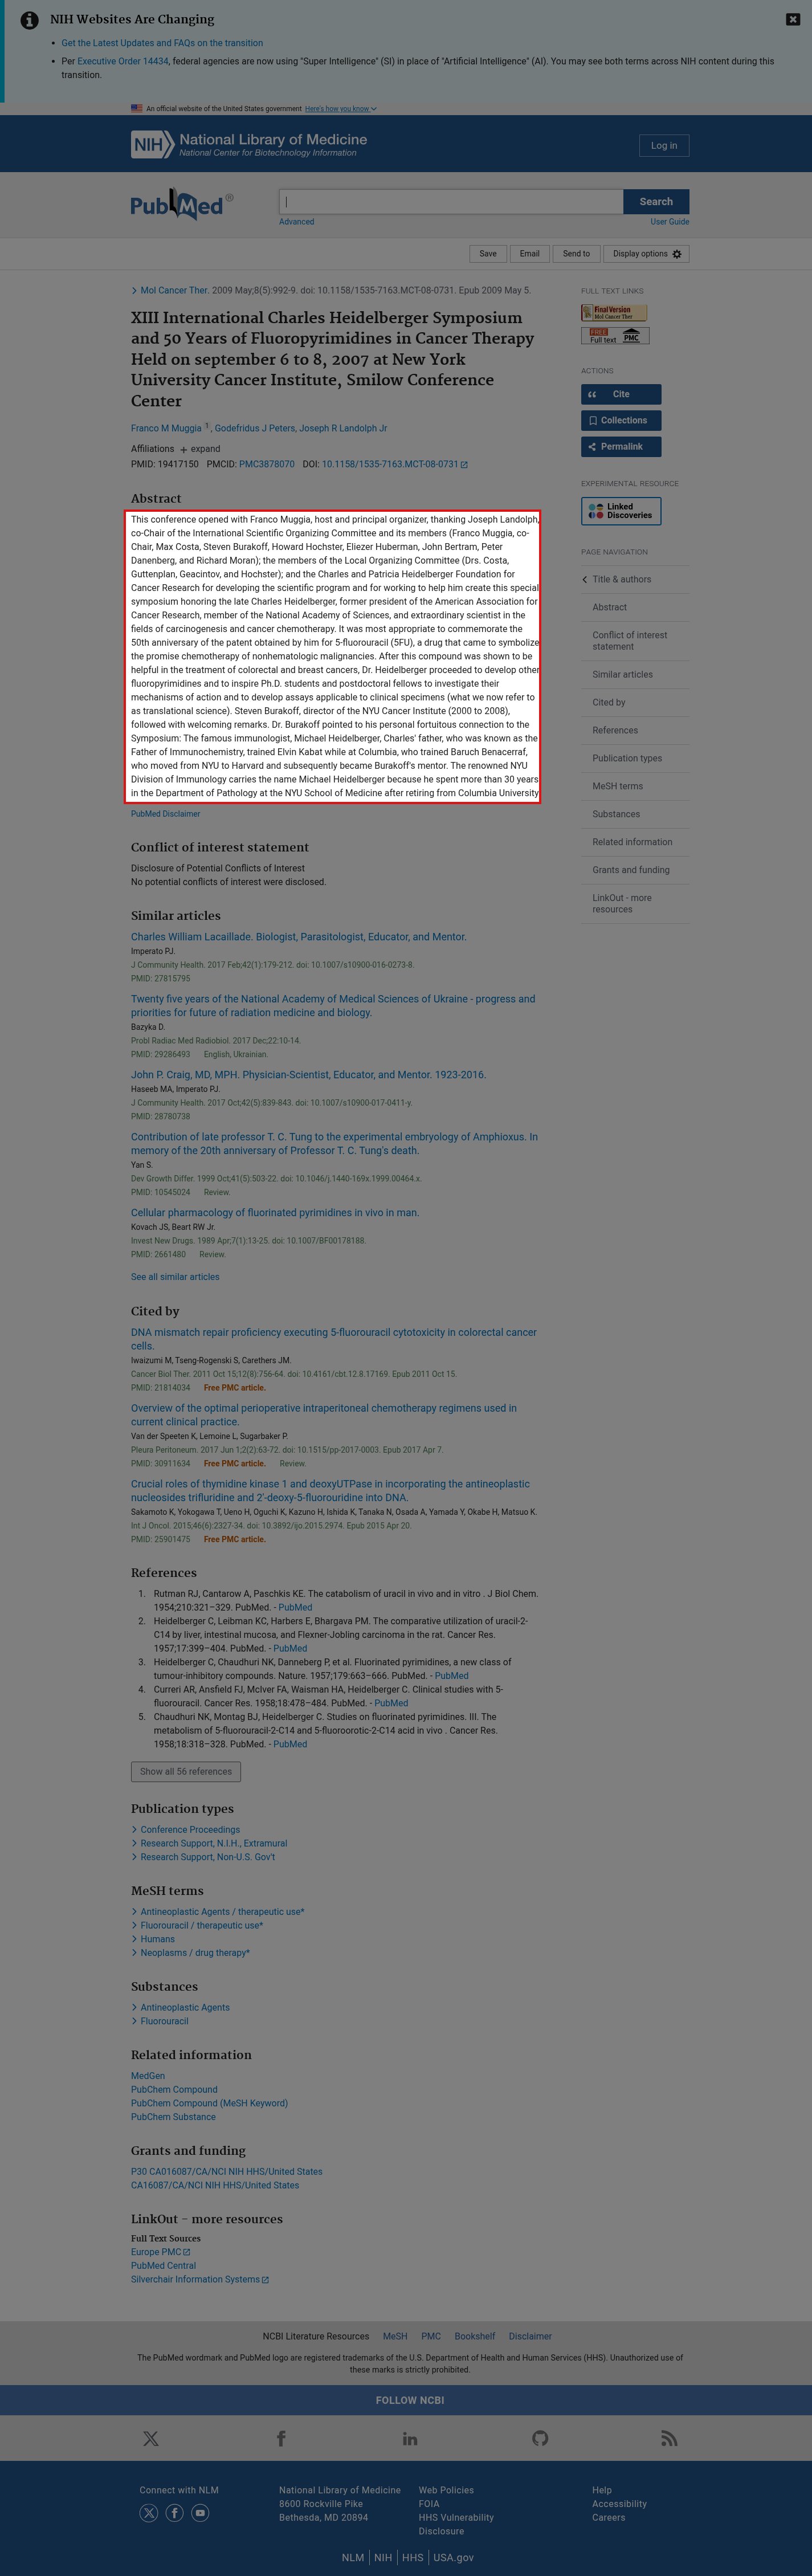 NIH Websites Are Changing
Get the Latest Updates and FAQs on the transition
Per Executive Order 14434, federal agencies are now using "Super Intelligence" (SI) in place of "Artificial Intelligence" (AI). You may see both terms across NIH content during this
transition.
An official website of the United States government Here's how you know
NIH National Library of Medicine
National Center for Biotechnology Information
Log in
PubMed®
Search
Advanced
User Guide
Save
Email
Send to
Display options
Mol Cancer Ther. 2009 May;8(5):992-9. doi: 10.1158/1535-7163.MCT-08-0731. Epub 2009 May 5.
XIII International Charles Heidelberger Symposium
and 50 Years of Fluoropyrimidines in Cancer Therapy
Held on september 6 to 8, 2007 at New York
University Cancer Institute, Smilow Conference
Center
Franco M Muggia 1, Godefridus J Peters, Joseph R Landolph Jr
Affiliations + expand
PMID: 19417150 PMCID: PMC3878070 DOI: 10.1158/1535-7163.MCT-08-0731
Abstract
This conference opened with Franco Muggia, host and principal organizer, thanking Joseph Landolph,
co-Chair of the International Scientific Organizing Committee and its members (Franco Muggia, co-
Chair, Max Costa, Steven Burakoff, Howard Hochster, Eliezer Huberman, John Bertram, Peter
Danenberg, and Richard Moran); the members of the Local Organizing Committee (Drs. Costa,
Guttenplan, Geacintov, and Hochster); and the Charles and Patricia Heidelberger Foundation for
Cancer Research for developing the scientific program and for working to help him create this special
symposium honoring the late Charles Heidelberger, former president of the American Association for
Cancer Research, member of the National Academy of Sciences, and extraordinary scientist in the
fields of carcinogenesis and cancer chemotherapy. It was most appropriate to commemorate the
50th anniversary of the patent obtained by him for 5-fluorouracil (5FU), a drug that came to symbolize
the promise chemotherapy of nonhematologic malignancies. After this compound was shown to be
helpful in the treatment of colorectal and breast cancers, Dr. Heidelberger proceeded to develop other
fluoropyrimidines and to inspire Ph.D. students and postdoctoral fellows to investigate their
mechanisms of action and to develop assays applicable to clinical specimens (what we now refer to
as translational science). Steven Burakoff, director of the NYU Cancer Institute (2000 to 2008),
followed with welcoming remarks. Dr. Burakoff pointed to his personal fortuitous connection to the
Symposium: The famous immunologist, Michael Heidelberger, Charles' father, who was known as the
Father of Immunochemistry, trained Elvin Kabat while at Columbia, who trained Baruch Benacerraf,
who moved from NYU to Harvard and subsequently became Burakoff's mentor. The renowned NYU
Division of Immunology carries the name Michael Heidelberger because he spent more than 30 years
in the Department of Pathology at the NYU School of Medicine after retiring from Columbia University
PubMed Disclaimer
Conflict of interest statement
Disclosure of Potential Conflicts of Interest
No potential conflicts of interest were disclosed.
Similar articles
Charles William Lacaillade. Biologist, Parasitologist, Educator, and Mentor.
Imperato PJ.
J Community Health. 2017 Feb;42(1):179-212. doi: 10.1007/s10900-016-0273-8.
PMID: 27815795
Twenty five years of the National Academy of Medical Sciences of Ukraine - progress and
priorities for future of radiation medicine and biology.
Bazyka D.
Probl Radiac Med Radiobiol. 2017 Dec;22:10-14.
PMID: 29286493 English, Ukrainian.
John P. Craig, MD, MPH. Physician-Scientist, Educator, and Mentor. 1923-2016.
Haseeb MA, Imperato PJ.
J Community Health. 2017 Oct;42(5):839-843. doi: 10.1007/s10900-017-0411-y.
PMID: 28780738
Contribution of late professor T. C. Tung to the experimental embryology of Amphioxus. In
memory of the 20th anniversary of Professor T. C. Tung's death.
Yan S.
Dev Growth Differ. 1999 Oct;41(5):503-22. doi: 10.1046/j.1440-169x.1999.00464.x.
PMID: 10545024 Review.
Cellular pharmacology of fluorinated pyrimidines in vivo in man.
Kovach JS, Beart RW Jr.
Invest New Drugs. 1989 Apr;7(1):13-25. doi: 10.1007/BF00178188.
PMID: 2661480 Review.
See all similar articles
Cited by
DNA mismatch repair proficiency executing 5-fluorouracil cytotoxicity in colorectal cancer
cells.
Iwaizumi M, Tseng-Rogenski S, Carethers JM.
Cancer Biol Ther. 2011 Oct 15;12(8):756-64. doi: 10.4161/cbt.12.8.17169. Epub 2011 Oct 15.
PMID: 21814034 Free PMC article.
Overview of the optimal perioperative intraperitoneal chemotherapy regimens used in
current clinical practice.
Van der Speeten K, Lemoine L, Sugarbaker P.
Pleura Peritoneum. 2017 Jun 1;2(2):63-72. doi: 10.1515/pp-2017-0003. Epub 2017 Apr 7.
PMID: 30911634 Free PMC article. Review.
Crucial roles of thymidine kinase 1 and deoxyUTPase in incorporating the antineoplastic
nucleosides trifluridine and 2'-deoxy-5-fluorouridine into DNA.
Sakamoto K, Yokogawa T, Ueno H, Oguchi K, Kazuno H, Ishida K, Tanaka N, Osada A, Yamada Y, Okabe H, Matsuo K.
Int J Oncol. 2015;46(6):2327-34. doi: 10.3892/ijo.2015.2974. Epub 2015 Apr 20.
PMID: 25901475 Free PMC article.
References
1. Rutman RJ, Cantarow A, Paschkis KE. The catabolism of uracil in vivo and in vitro . J Biol Chem.
1954;210:321–329. PubMed. - PubMed
2. Heidelberger C, Leibman KC, Harbers E, Bhargava PM. The comparative utilization of uracil-2-
C14 by liver, intestinal mucosa, and Flexner-Jobling carcinoma in the rat. Cancer Res.
1957;17:399–404. PubMed. - PubMed
3. Heidelberger C, Chaudhuri NK, Danneberg P, et al. Fluorinated pyrimidines, a new class of
tumour-inhibitory compounds. Nature. 1957;179:663–666. PubMed. - PubMed
4. Curreri AR, Ansfield FJ, McIver FA, Waisman HA, Heidelberger C. Clinical studies with 5-
fluorouracil. Cancer Res. 1958;18:478–484. PubMed. - PubMed
5. Chaudhuri NK, Montag BJ, Heidelberger C. Studies on fluorinated pyrimidines. III. The
metabolism of 5-fluorouracil-2-C14 and 5-fluoroorotic-2-C14 acid in vivo . Cancer Res.
1958;18:318–328. PubMed. - PubMed
Show all 56 references
Publication types
Conference Proceedings
Research Support, N.I.H., Extramural
Research Support, Non-U.S. Gov't
MeSH terms
Antineoplastic Agents / therapeutic use*
Fluorouracil / therapeutic use*
Humans
Neoplasms / drug therapy*
Substances
Antineoplastic Agents
Fluorouracil
Related information
MedGen
PubChem Compound
PubChem Compound (MeSH Keyword)
PubChem Substance
Grants and funding
P30 CA016087/CA/NCI NIH HHS/United States
CA16087/CA/NCI NIH HHS/United States
LinkOut - more resources
Full Text Sources
Europe PMC
PubMed Central
Silverchair Information Systems
FULL TEXT LINKS
Final Version
Mol Cancer Ther
FREE
Full text PMC
ACTIONS
Cite
Collections
Permalink
EXPERIMENTAL RESOURCE
Linked
Discoveries
PAGE NAVIGATION
Title & authors
Abstract
Conflict of interest
statement
Similar articles
Cited by
References
Publication types
MeSH terms
Substances
Related information
Grants and funding
LinkOut - more
resources
NCBI Literature Resources MeSH PMC Bookshelf Disclaimer
The PubMed wordmark and PubMed logo are registered trademarks of the U.S. Department of Health and Human Services (HHS). Unauthorized use of
these marks is strictly prohibited.
FOLLOW NCBI
Connect with NLM
National Library of Medicine
8600 Rockville Pike
Bethesda, MD 20894
Web Policies
FOIA
HHS Vulnerability
Disclosure
Help
Accessibility
Careers
NLM NIH HHS USA.gov